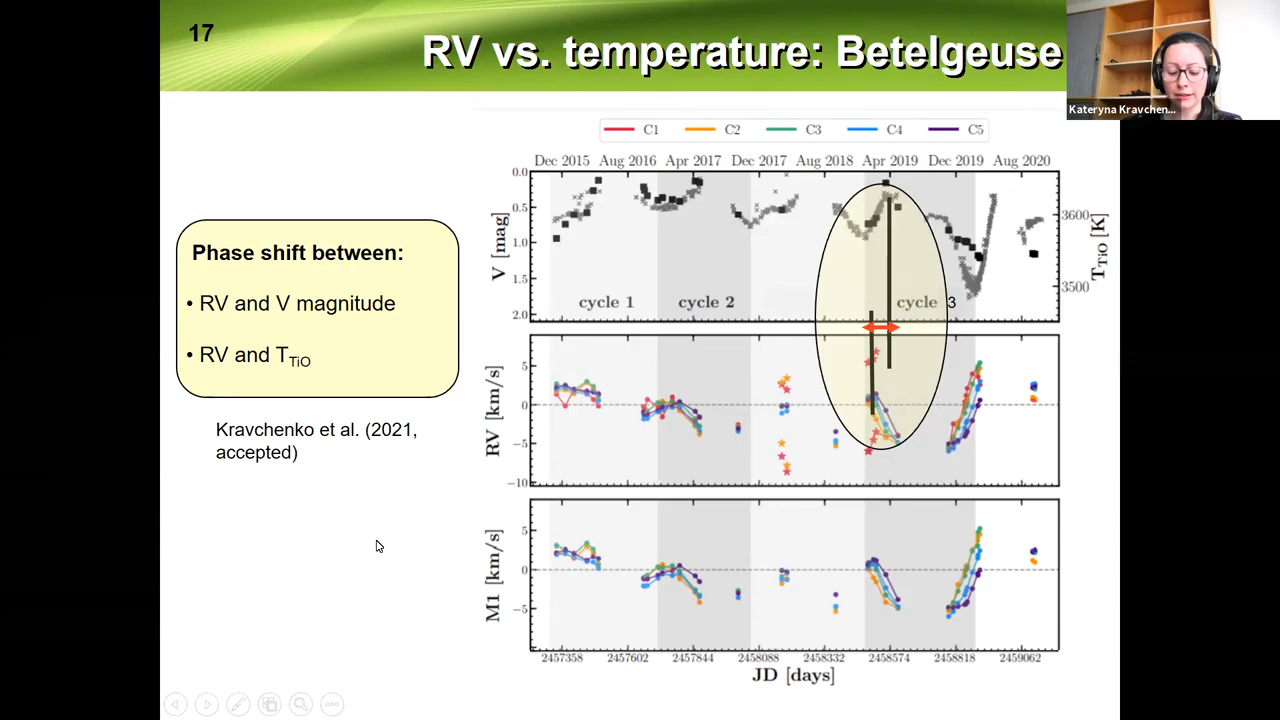 17
RV vs. temperature: Betelgeuse
Kateryna Kravchen...
C1 C2 C3 C4 C5
Dec 2015 Aug 2016 Apr 2017 Dec 2017 Aug 2018 Apr 2019 Dec 2019 Aug 2020
0.0
0.5
1.0
1.5
2.0
V [mag]
3600
3500
T_TiO [K]
cycle 1 cycle 2 cycle 3
Phase shift between:
• RV and V magnitude
• RV and T_TiO
Kravchenko et al. (2021,
accepted)
5
0
−5
−10
RV [km/s]
5
0
−5
M1 [km/s]
2457358 2457602 2457844 2458088 2458332 2458574 2458818 2459062
JD [days]